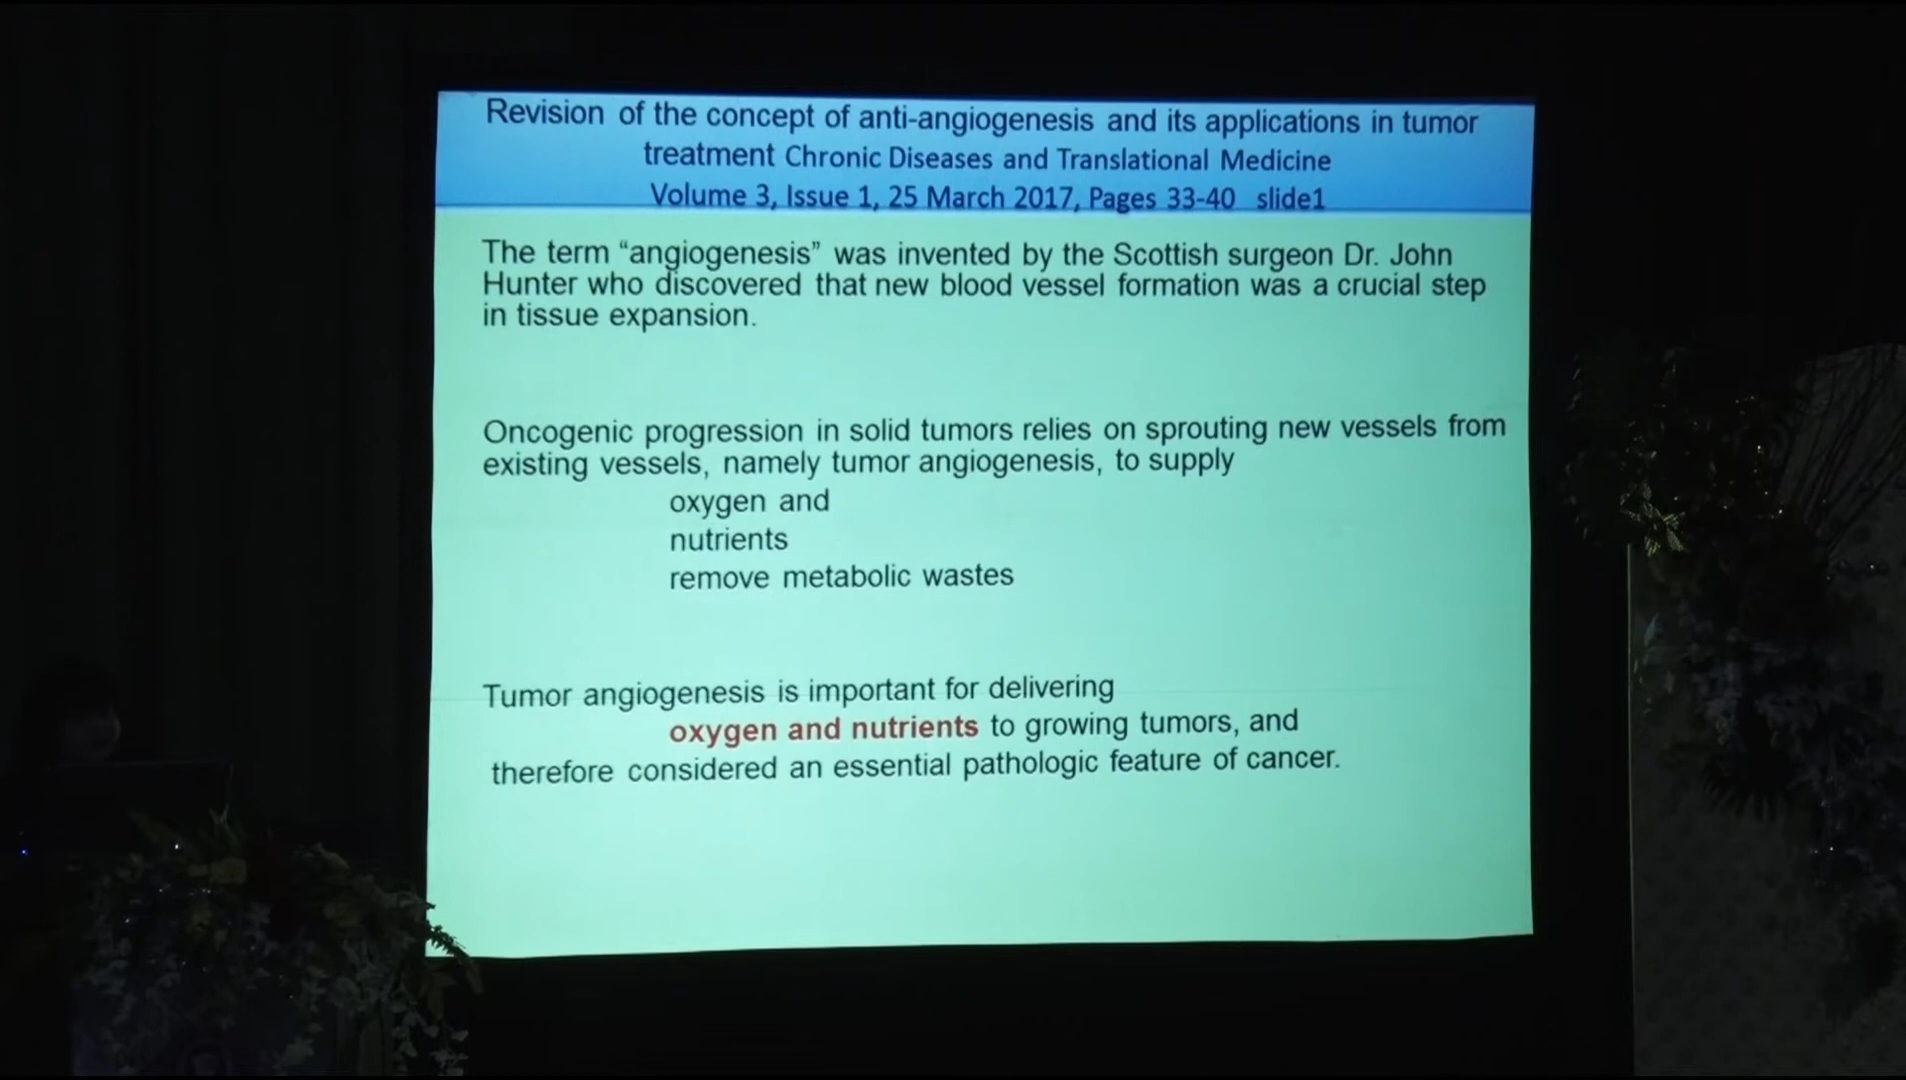 Revision of the concept of anti-angiogenesis and its applications in tumor
treatment Chronic Diseases and Translational Medicine
Volume 3, Issue 1, 25 March 2017, Pages 33-40 slide1
The term “angiogenesis” was invented by the Scottish surgeon Dr. John
Hunter who discovered that new blood vessel formation was a crucial step
in tissue expansion.
Oncogenic progression in solid tumors relies on sprouting new vessels from
existing vessels, namely tumor angiogenesis, to supply
oxygen and
nutrients
remove metabolic wastes
Tumor angiogenesis is important for delivering
oxygen and nutrients to growing tumors, and
therefore considered an essential pathologic feature of cancer.